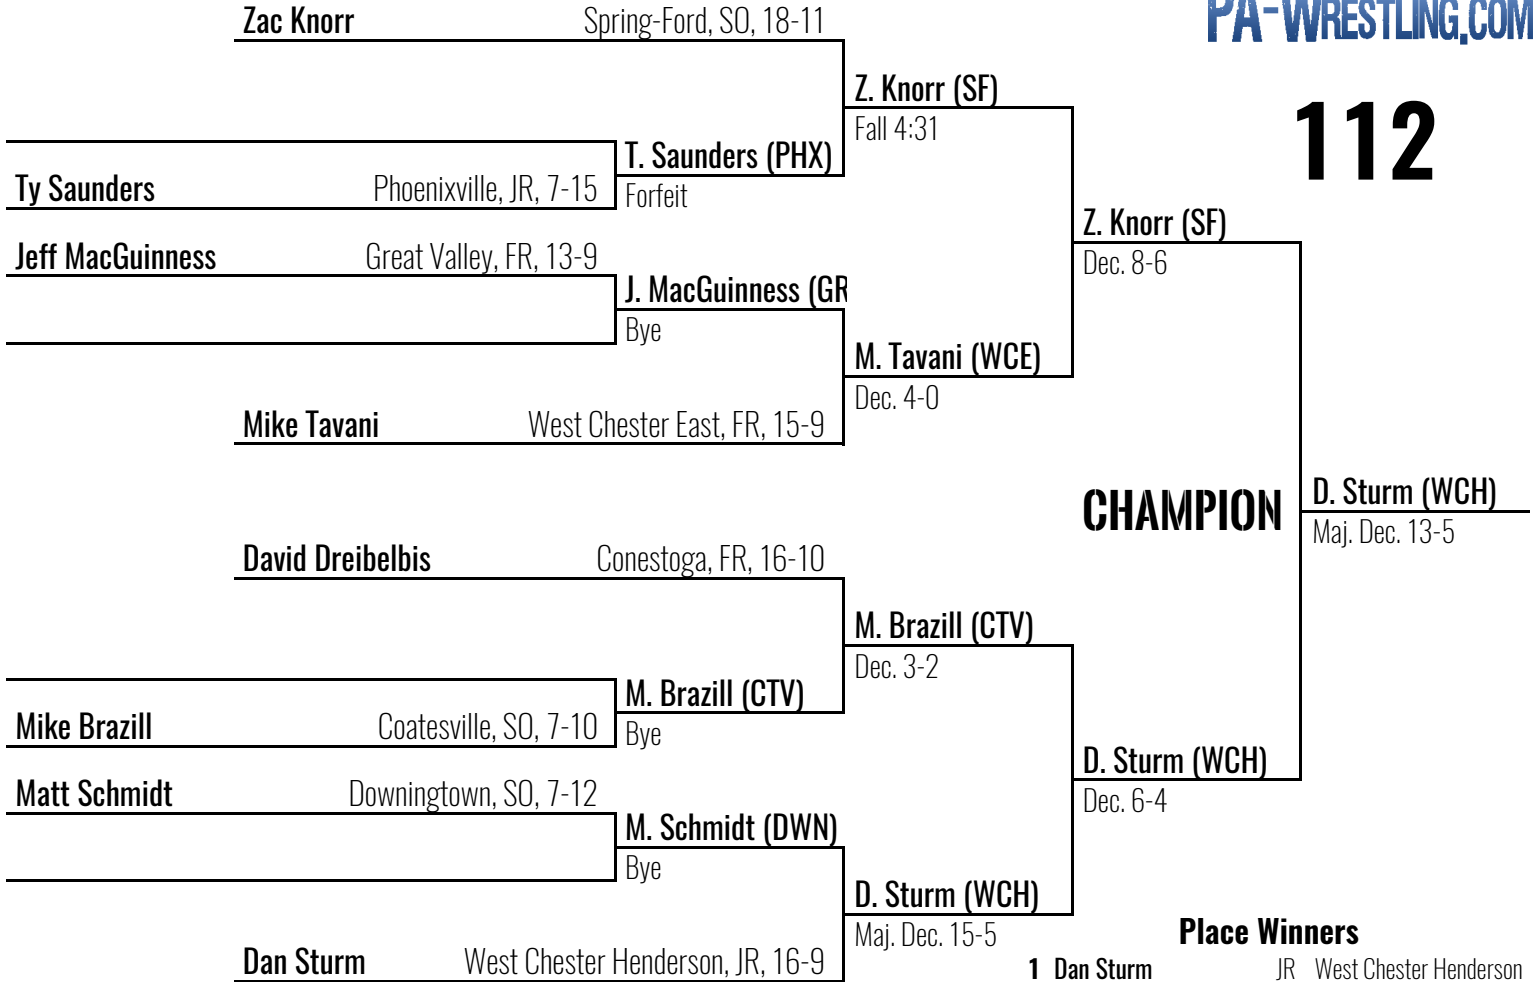 PA-WRESTLING.COM
Zac Knorr Spring-Ford, SO, 18-11
Z. Knorr (SF)
Fall 4:31
112
T. Saunders (PHX)
Ty Saunders Phoenixville, JR, 7-15
Forfeit
Z. Knorr (SF)
Dec. 8-6
Jeff MacGuinness Great Valley, FR, 13-9
J. MacGuinness (GR
Bye
M. Tavani (WCE)
Dec. 4-0
Mike Tavani West Chester East, FR, 15-9
CHAMPION
D. Sturm (WCH)
Maj. Dec. 13-5
David Dreibelbis Conestoga, FR, 16-10
M. Brazill (CTV)
Dec. 3-2
M. Brazill (CTV)
Mike Brazill Coatesville, SO, 7-10
Bye
D. Sturm (WCH)
Dec. 6-4
Matt Schmidt Downingtown, SO, 7-12
M. Schmidt (DWN)
Bye
D. Sturm (WCH)
Maj. Dec. 15-5
Dan Sturm West Chester Henderson, JR, 16-9
Place Winners
1 Dan Sturm JR West Chester Henderson